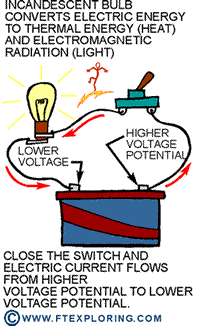 INCANDESCENT BULB
CONVERTS ELECTRIC ENERGY
TO THERMAL ENERGY (HEAT)
AND ELECTROMAGNETIC
RADIATION (LIGHT)
HIGHER
VOLTAGE
POTENTIAL
LOWER
VOLTAGE
CLOSE THE SWITCH AND
ELECTRIC CURRENT FLOWS
FROM HIGHER
VOLTAGE POTENTIAL TO LOWER
VOLTAGE POTENTIAL.
©WWW.FTEXPLORING.COM